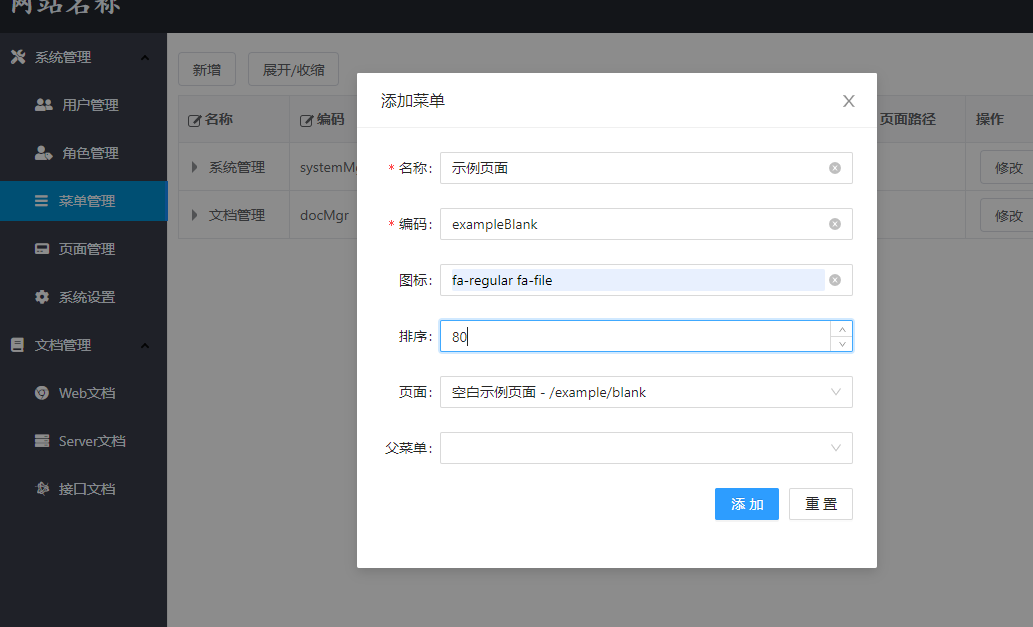 网站名称
系统管理
用户管理
角色管理
菜单管理
页面管理
系统设置
文档管理
Web文档
Server文档
接口文档
新增
展开/收缩
名称
编码
页面路径
操作
系统管理
systemM
修改
文档管理
docMgr
修改
添加菜单
* 名称:
示例页面
* 编码:
exampleBlank
图标:
fa-regular fa-file
排序:
80
页面:
空白示例页面 - /example/blank
父菜单:
添 加
重 置